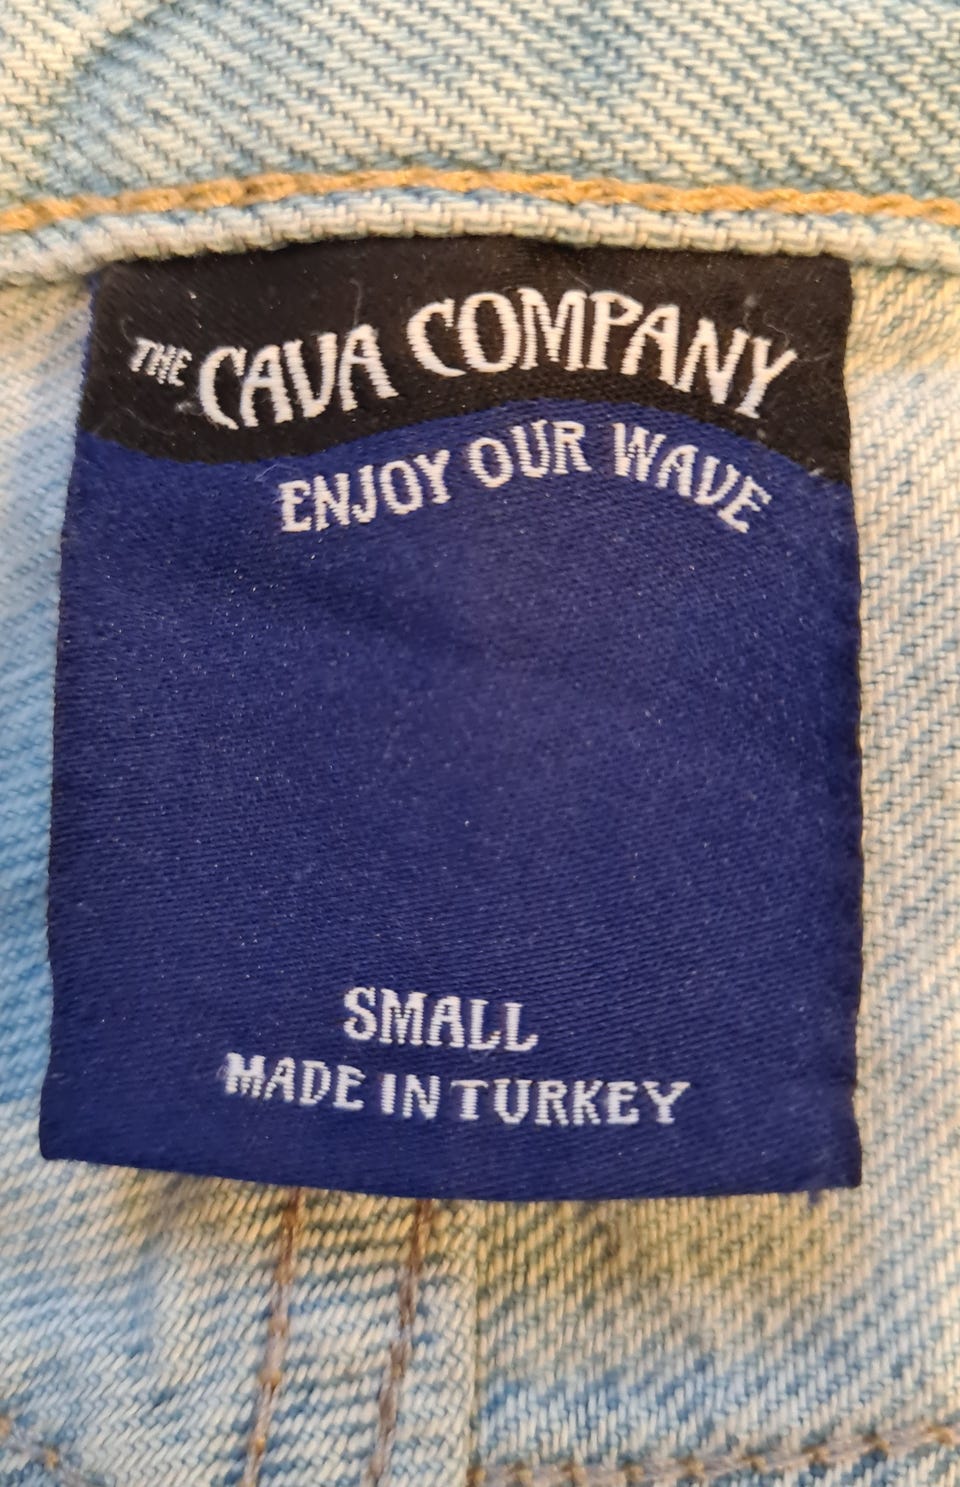 THE CAVA COMPANY
ENJOY OUR WAVE
SMALL
MADE IN TURKEY